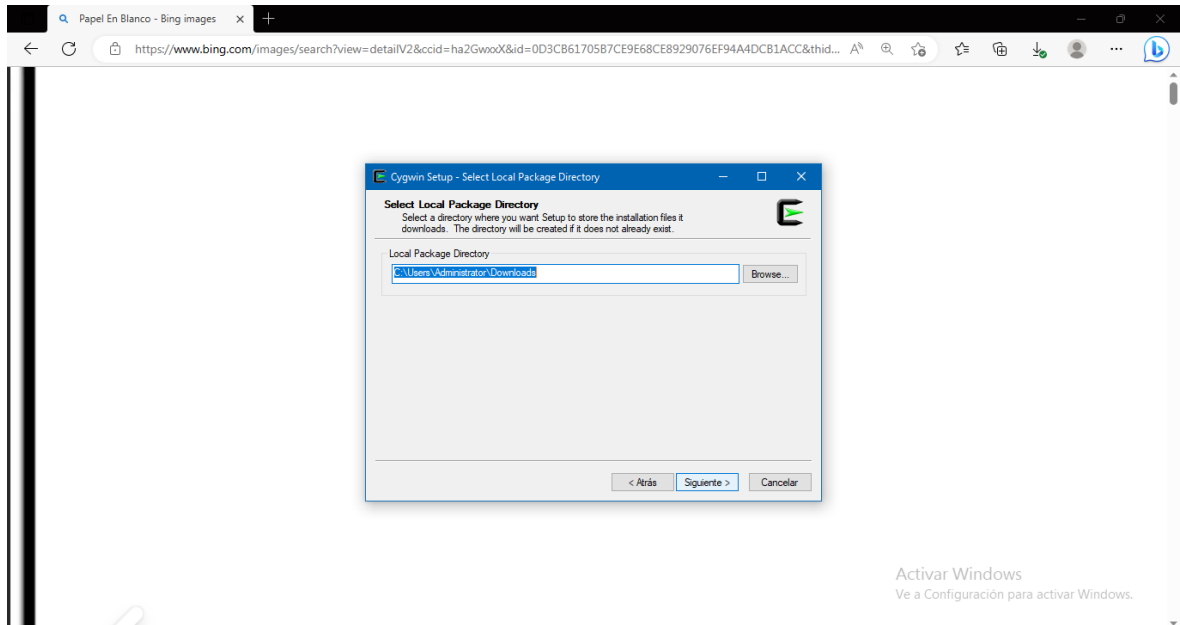 Papel En Blanco - Bing images
https://www.bing.com/images/search?view=detailV2&ccid=ha2GwxxX&id=0D3CB61705B7CE9E68CE8929076EF94A4DCB1ACC&thid...
Cygwin Setup - Select Local Package Directory
Select Local Package Directory
Select a directory where you want Setup to store the installation files it
downloads. The directory will be created if it does not already exist.
Local Package Directory
C:\Users\Administrator\Downloads
Browse...
< Atrás
Siguiente >
Cancelar
Activar Windows
Ve a Configuración para activar Windows.